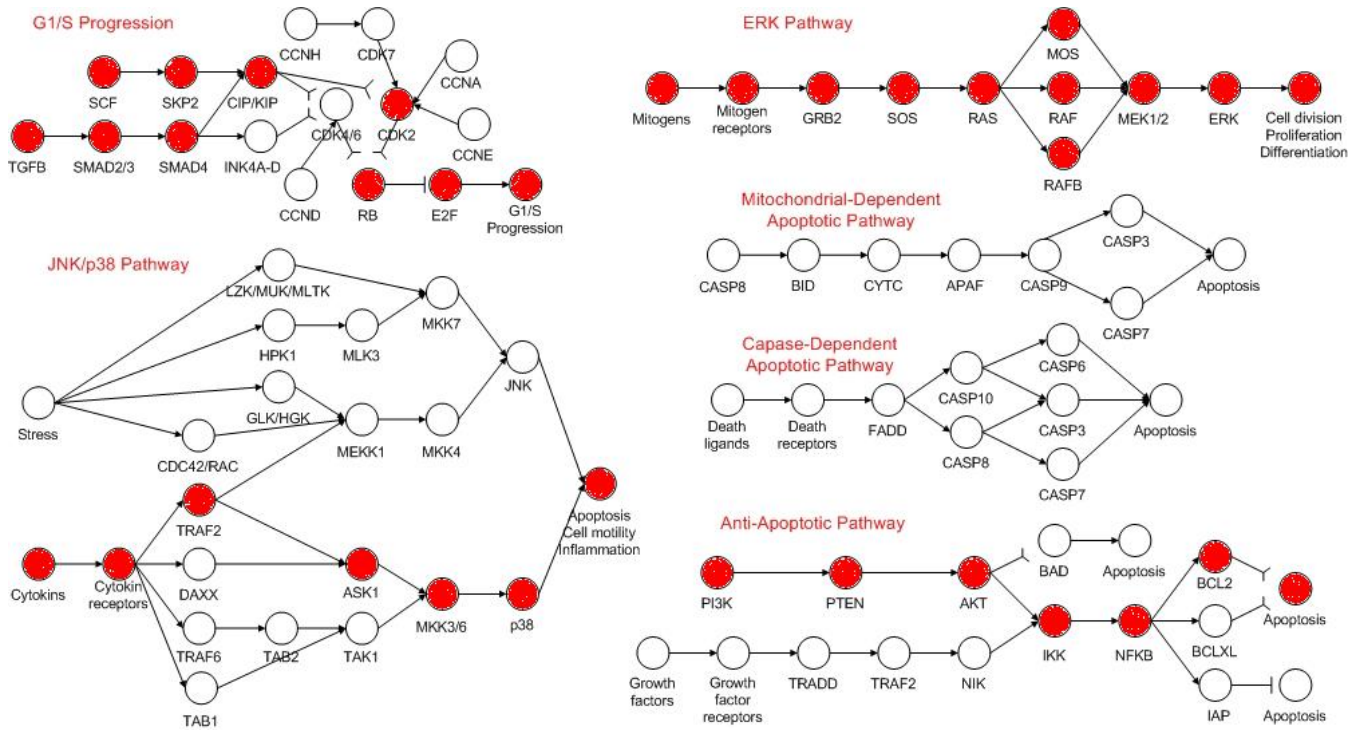 G1/S Progression
CCNH
CDK7
CCNA
SCF
SKP2
CIP/KIP
CDK4/6
CDK2
CCNE
TGFB
SMAD2/3
SMAD4
INK4A-D
CCND
RB
E2F
G1/S
Progression
ERK Pathway
MOS
Mitogens
Mitogen
receptors
GRB2
SOS
RAS
RAF
MEK1/2
ERK
Cell division
Proliferation
Differentiation
RAFB
Mitochondrial-Dependent
Apoptotic Pathway
CASP3
CASP8
BID
CYTC
APAF
CASP9
Apoptosis
CASP7
JNK/p38 Pathway
LZK/MUK/MLTK
MKK7
HPK1
MLK3
JNK
GLK/HGK
Stress
MEKK1
MKK4
CDC42/RAC
TRAF2
Apoptosis
Cell motility
Inflammation
Cytokins
Cytokin
receptors
DAXX
ASK1
MKK3/6
p38
TRAF6
TAB2
TAK1
TAB1
Capase-Dependent
Apoptotic Pathway
CASP6
CASP10
Death
ligands
Death
receptors
FADD
CASP3
Apoptosis
CASP8
CASP7
Anti-Apoptotic Pathway
BAD
Apoptosis
BCL2
PI3K
PTEN
AKT
Apoptosis
IKK
NFKB
BCLXL
Growth
factors
Growth
factor
receptors
TRADD
TRAF2
NIK
IAP
Apoptosis